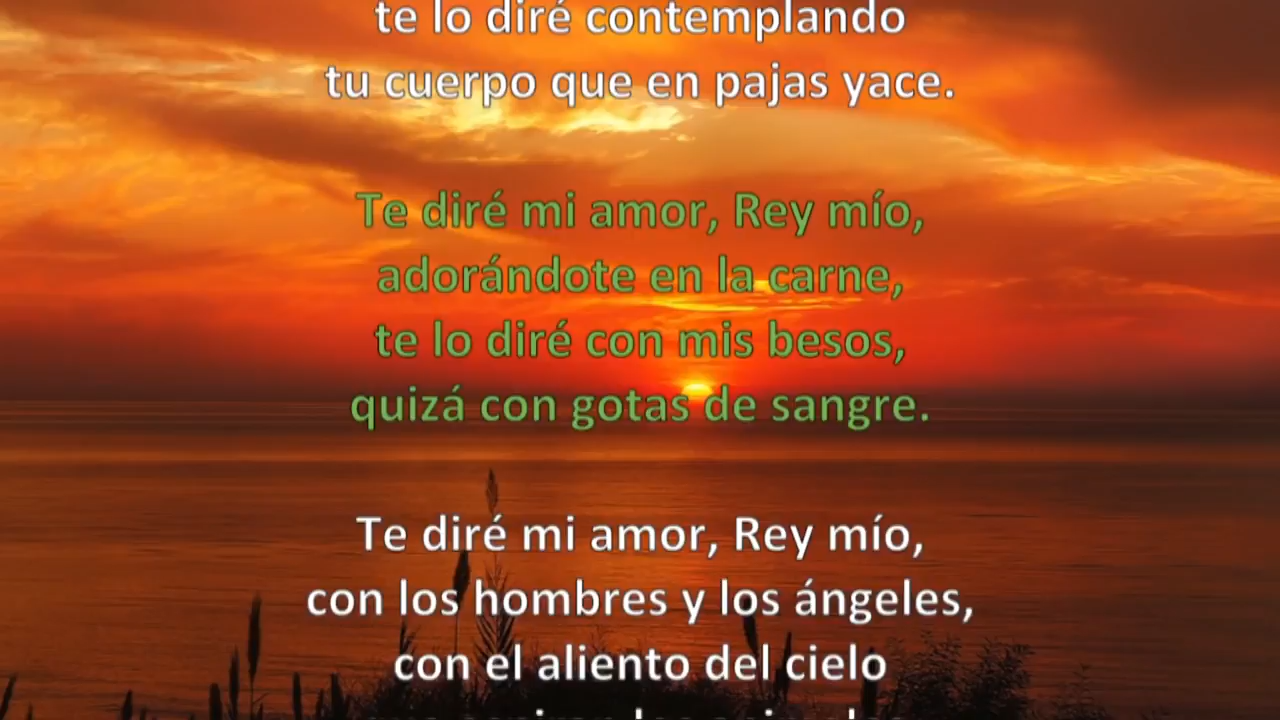 te lo diré contemplando
tu cuerpo que en pajas yace.
Te diré mi amor, Rey mío,
adorándote en la carne,
te lo diré con mis besos,
quizá con gotas de sangre.
Te diré mi amor, Rey mío,
con los hombres y los ángeles,
con el aliento del cielo